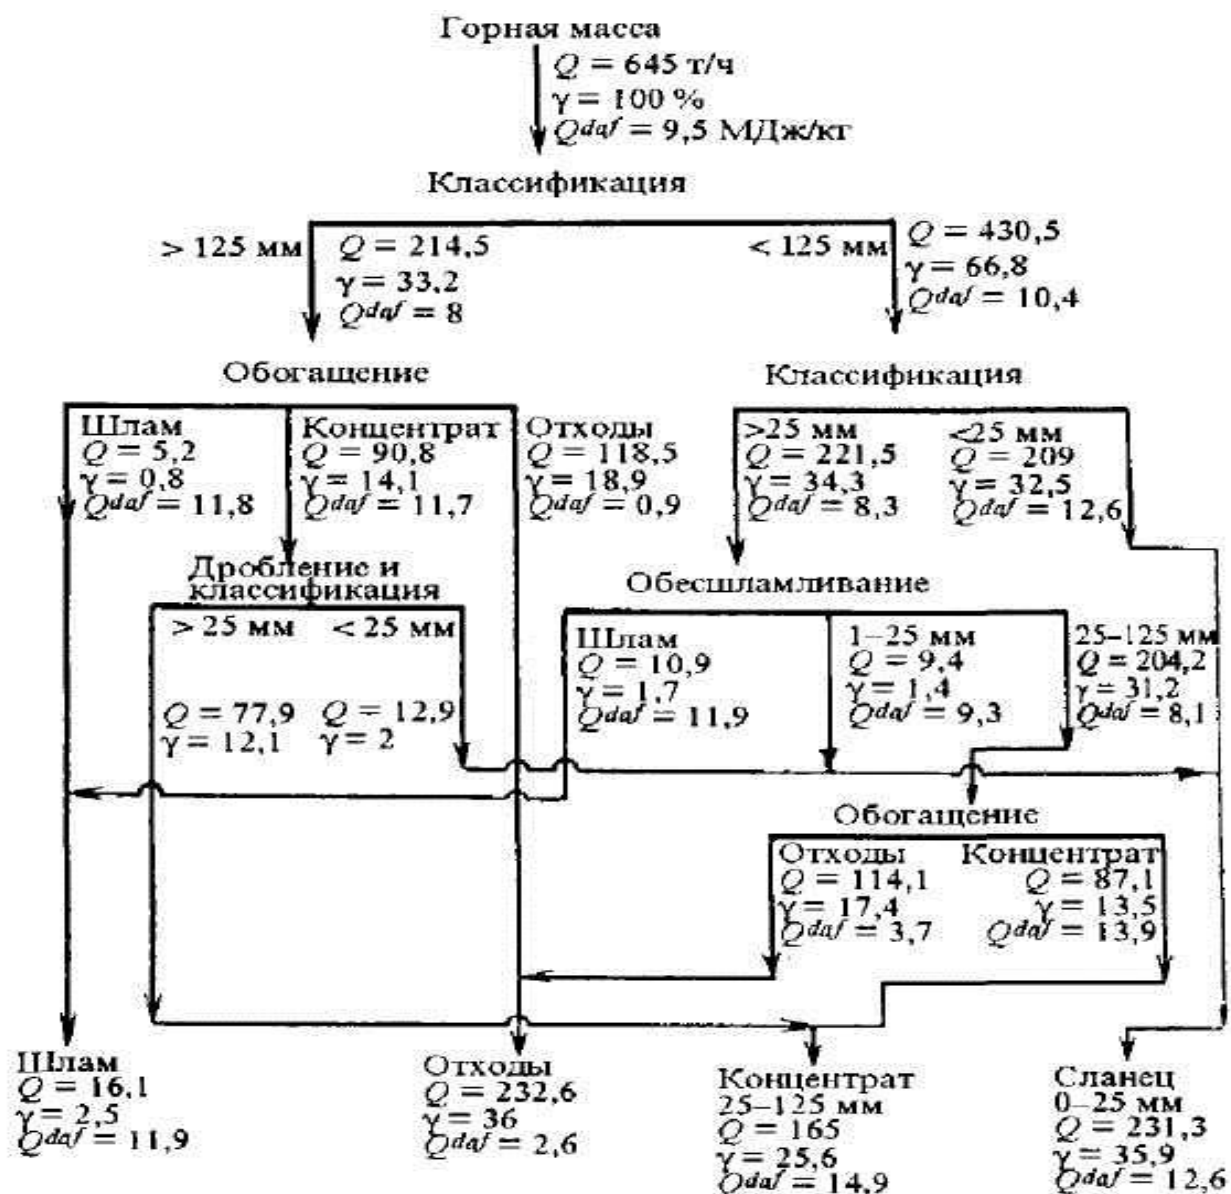 Горная масса
Q = 645 т/ч
γ = 100 %
Qdaf = 9,5 МДж/кг
Классификация
> 125 мм
Q = 214,5
γ = 33,2
Qdaf = 8
< 125 мм
Q = 430,5
γ = 66,8
Qdaf = 10,4
Обогащение
Шлам
Q = 5,2
γ = 0,8
Qdaf = 11,8
Концентрат
Q = 90,8
γ = 14,1
Qdaf = 11,7
Отходы
Q = 118,5
γ = 18,9
Qdaf = 0,9
Классификация
>25 мм
Q = 221,5
γ = 34,3
Qdaf = 8,3
<25 мм
Q = 209
γ = 32,5
Qdaf = 12,6
Дробление и
классификация
> 25 мм
Q = 77,9
γ = 12,1
< 25 мм
Q = 12,9
γ = 2
Обесшламливание
Шлам
Q = 10,9
γ = 1,7
Qdaf = 11,9
1–25 мм
Q = 9,4
γ = 1,4
Qdaf = 9,3
25–125 мм
Q = 204,2
γ = 31,2
Qdaf = 8,1
Обогащение
Отходы
Q = 114,1
γ = 17,4
Qdaf = 3,7
Концентрат
Q = 87,1
γ = 13,5
Qdaf = 13,9
Шлам
Q = 16,1
γ = 2,5
Qdaf = 11,9
Отходы
Q = 232,6
γ = 36
Qdaf = 2,6
Концентрат
25–125 мм
Q = 165
γ = 25,6
Qdaf = 14,9
Сланец
0–25 мм
Q = 231,3
γ = 35,9
Qdaf = 12,6